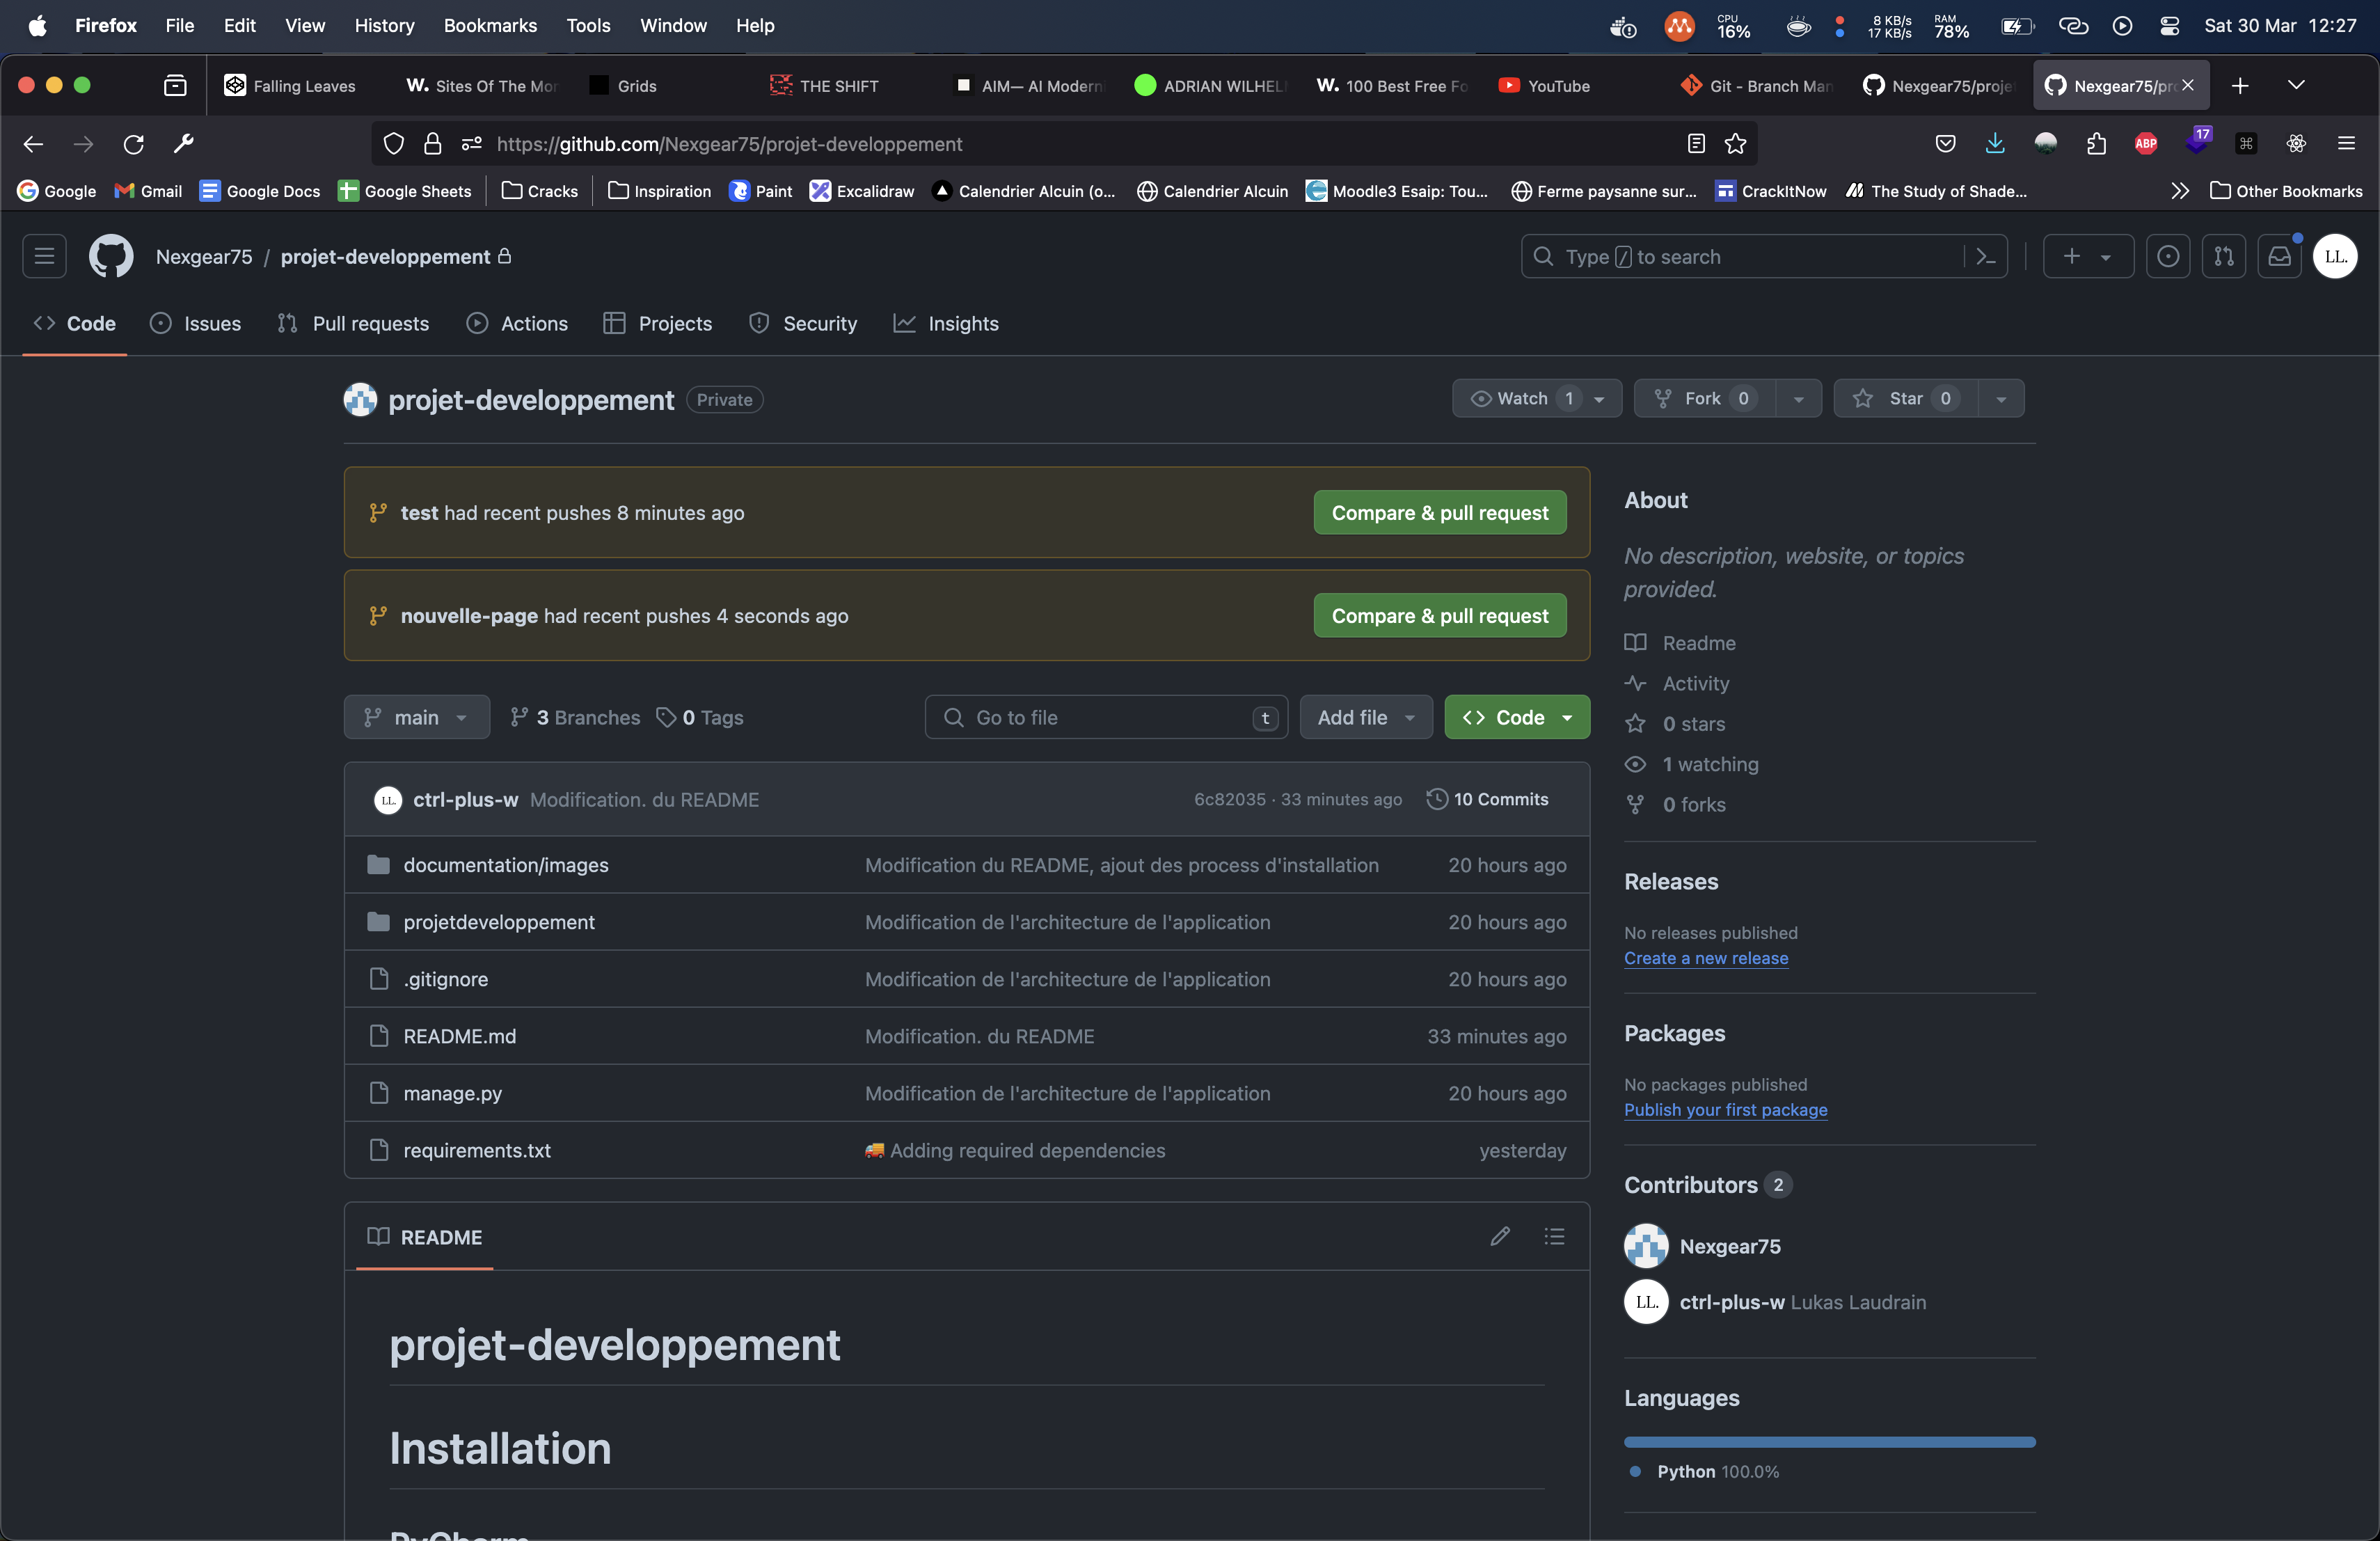 Firefox File Edit View History Bookmarks Tools Window Help CPU 16% 8 KB/s 17 KB/s RAM 78% Sat 30 Mar 12:27
Falling Leaves W. Sites Of The Mon Grids THE SHIFT AIM— AI Modern ADRIAN WILHEL W. 100 Best Free Fo YouTube Git - Branch Man Nexgear75/proje Nexgear75/pro
https://github.com/Nexgear75/projet-developpement ABP 17
Google Gmail Google Docs Google Sheets Cracks Inspiration Paint Excalidraw Calendrier Alcuin (o... Calendrier Alcuin Moodle3 Esaip: Tou... Ferme paysanne sur... CrackItNow The Study of Shade... Other Bookmarks
Nexgear75 / projet-developpement Type / to search LL.
Code Issues Pull requests Actions Projects Security Insights
projet-developpement Private Watch 1 Fork 0 Star 0
test had recent pushes 8 minutes ago Compare & pull request
nouvelle-page had recent pushes 4 seconds ago Compare & pull request
main 3 Branches 0 Tags Go to file t Add file Code
LL. ctrl-plus-w Modification. du README 6c82035 · 33 minutes ago 10 Commits
documentation/images Modification du README, ajout des process d'installation 20 hours ago
projetdeveloppement Modification de l'architecture de l'application 20 hours ago
.gitignore Modification de l'architecture de l'application 20 hours ago
README.md Modification. du README 33 minutes ago
manage.py Modification de l'architecture de l'application 20 hours ago
requirements.txt 🚚 Adding required dependencies yesterday
README
projet-developpement
Installation
PyCharm
About
No description, website, or topics
provided.
Readme
Activity
0 stars
1 watching
0 forks
Releases
No releases published
Create a new release
Packages
No packages published
Publish your first package
Contributors 2
Nexgear75
LL. ctrl-plus-w Lukas Laudrain
Languages
Python 100.0%